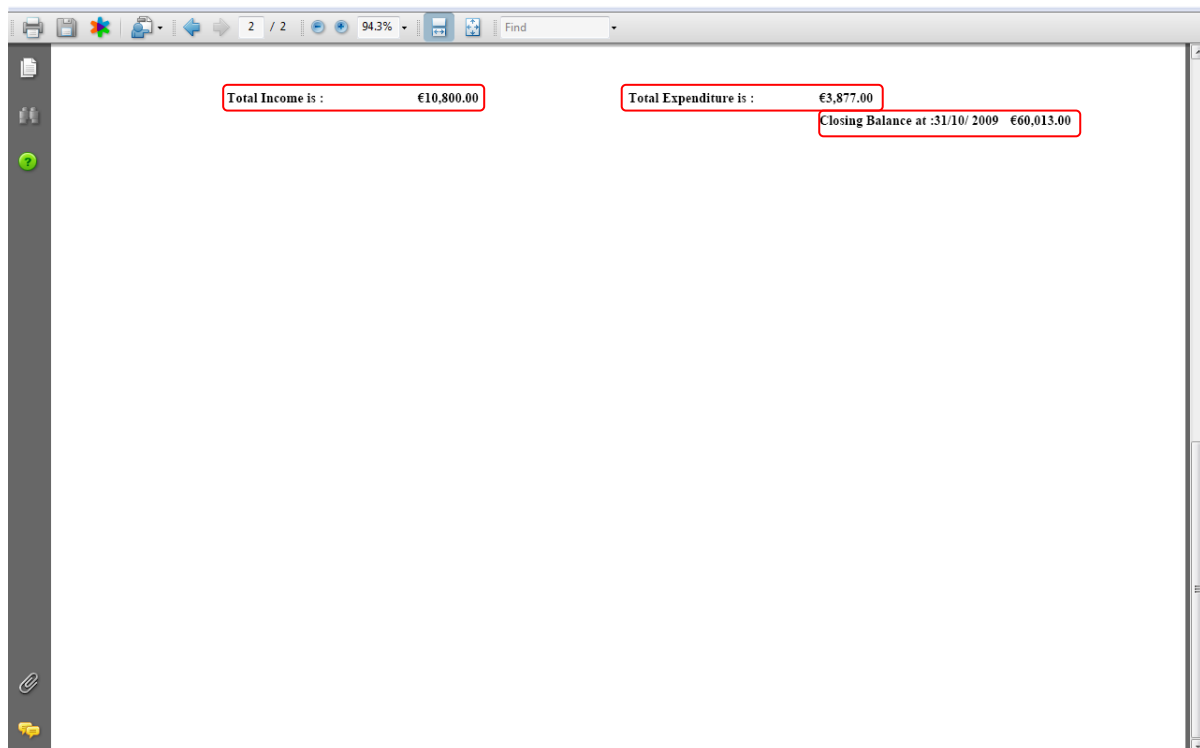 2 / 2 94.3% Find
Total Income is : €10,800.00 Total Expenditure is : €3,877.00
Closing Balance at :31/10/ 2009 €60,013.00